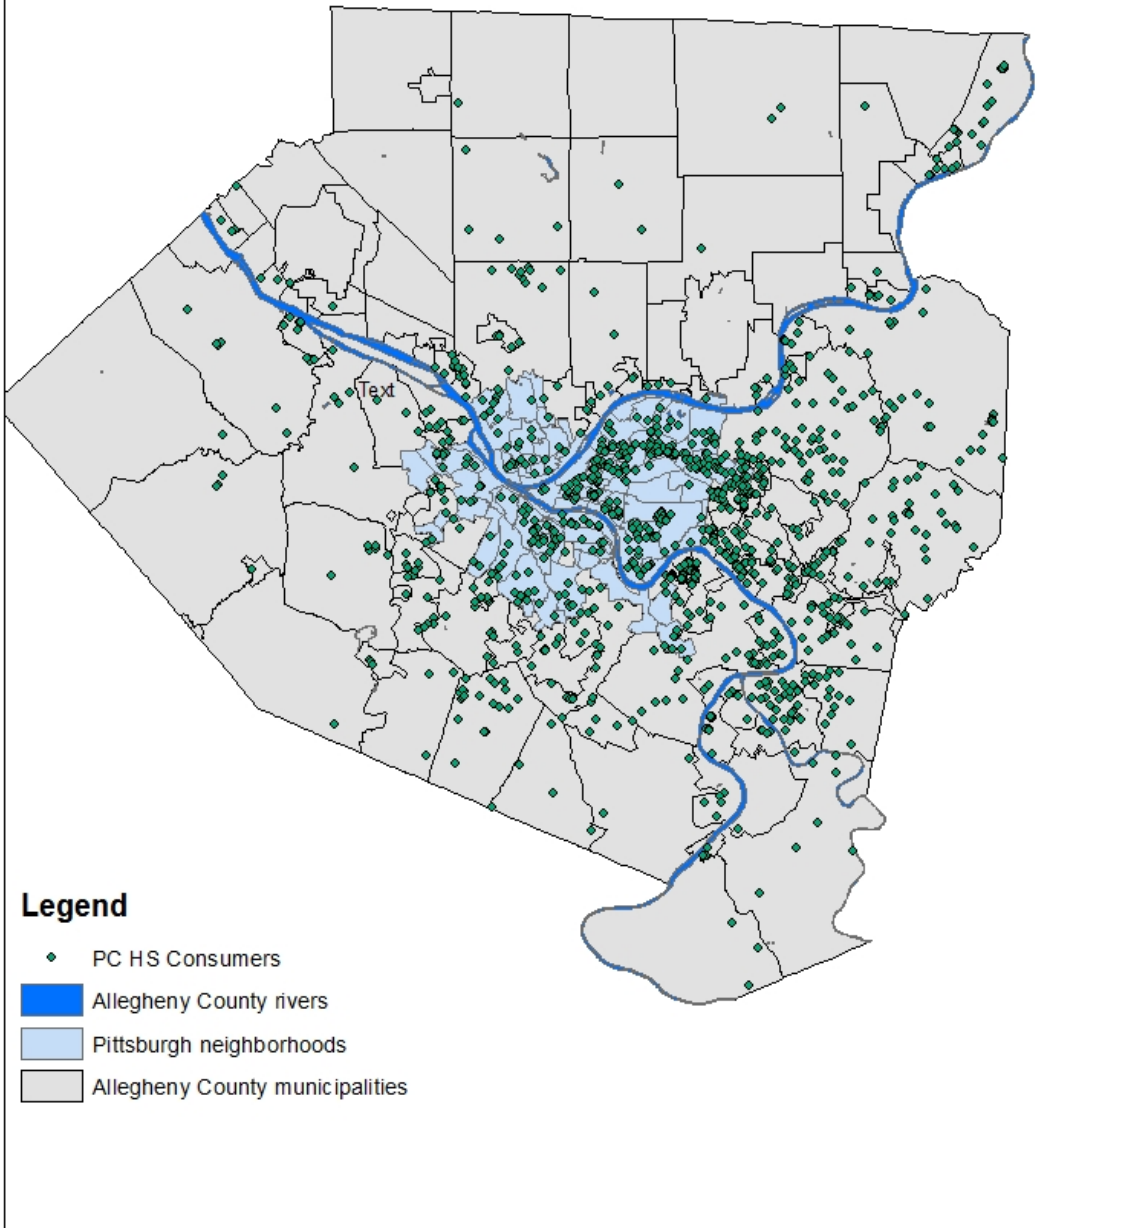 Text
Legend
PC HS Consumers
Allegheny County rivers
Pittsburgh neighborhoods
Allegheny County municipalities